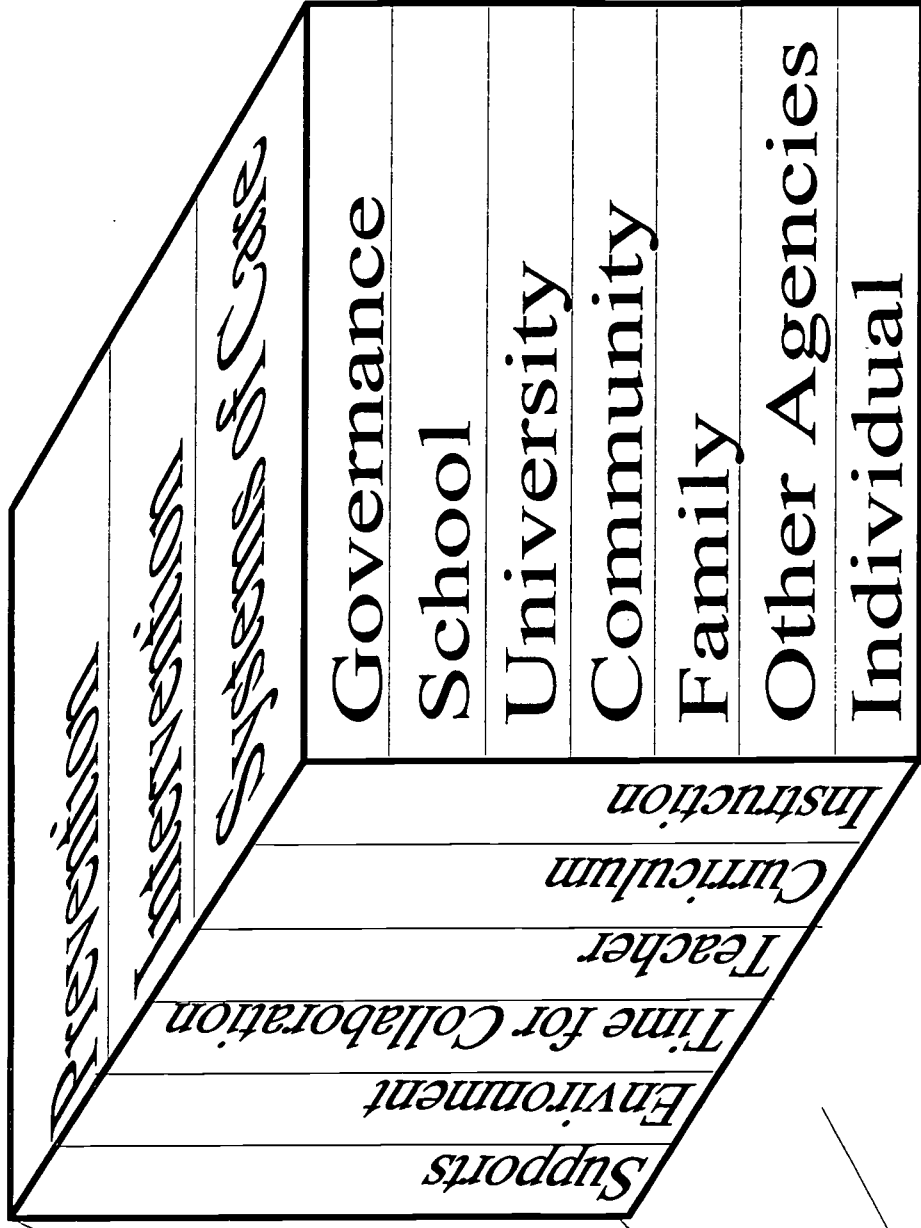 Prevention
Intervention
Systems of Care
Governance
School
University
Community
Family
Other Agencies
Individual
Instruction
Curriculum
Teacher
Time for Collaboration
Environment
Supports